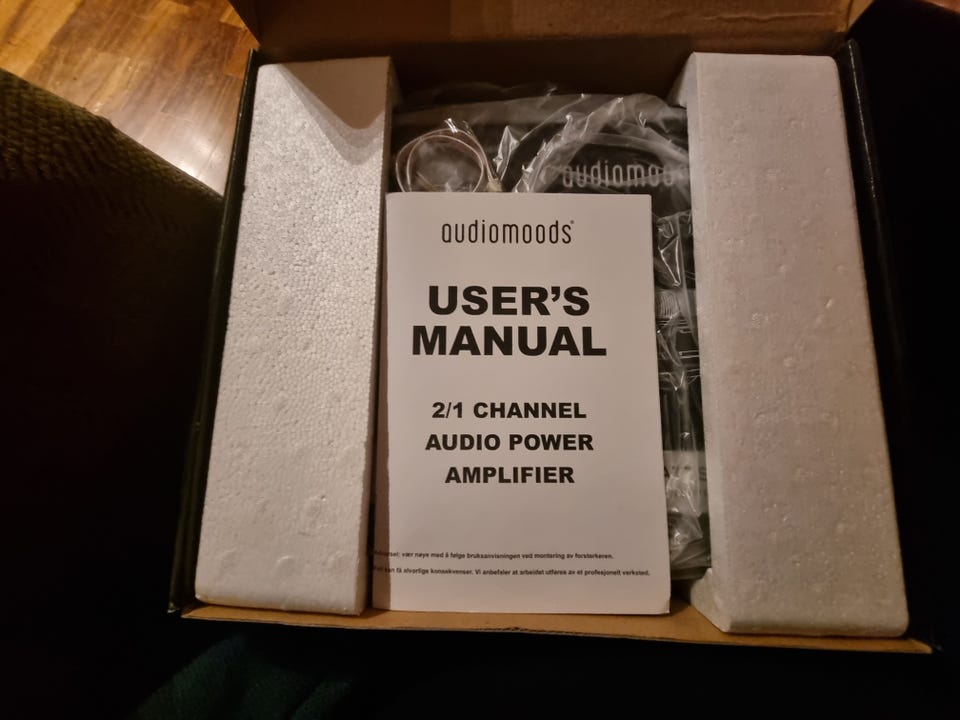 audiomoo
audiomoods®
USER'S
MANUAL
2/1 CHANNEL
AUDIO POWER
AMPLIFIER
vær nøye med å følge bruksanvisningen ved montering av forsterkeren.
kan få alvorlige konsekvenser. Vi anbefaler at arbeidet utføres av et profesjonelt verksted.